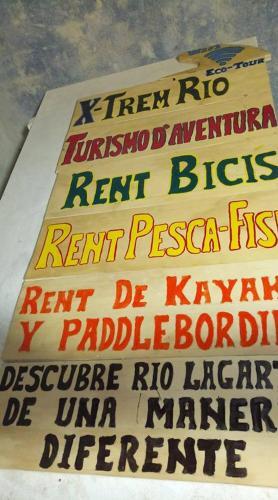 ECO-TOUR
X-TREM RIO
TURISMO D'AVENTURA
RENT BICIS
RENT PESCA-FIS
RENT DE KAYAK
Y PADDLEBORDI
DESCUBRE RIO LAGART
DE UNA MANER
DIFERENTE